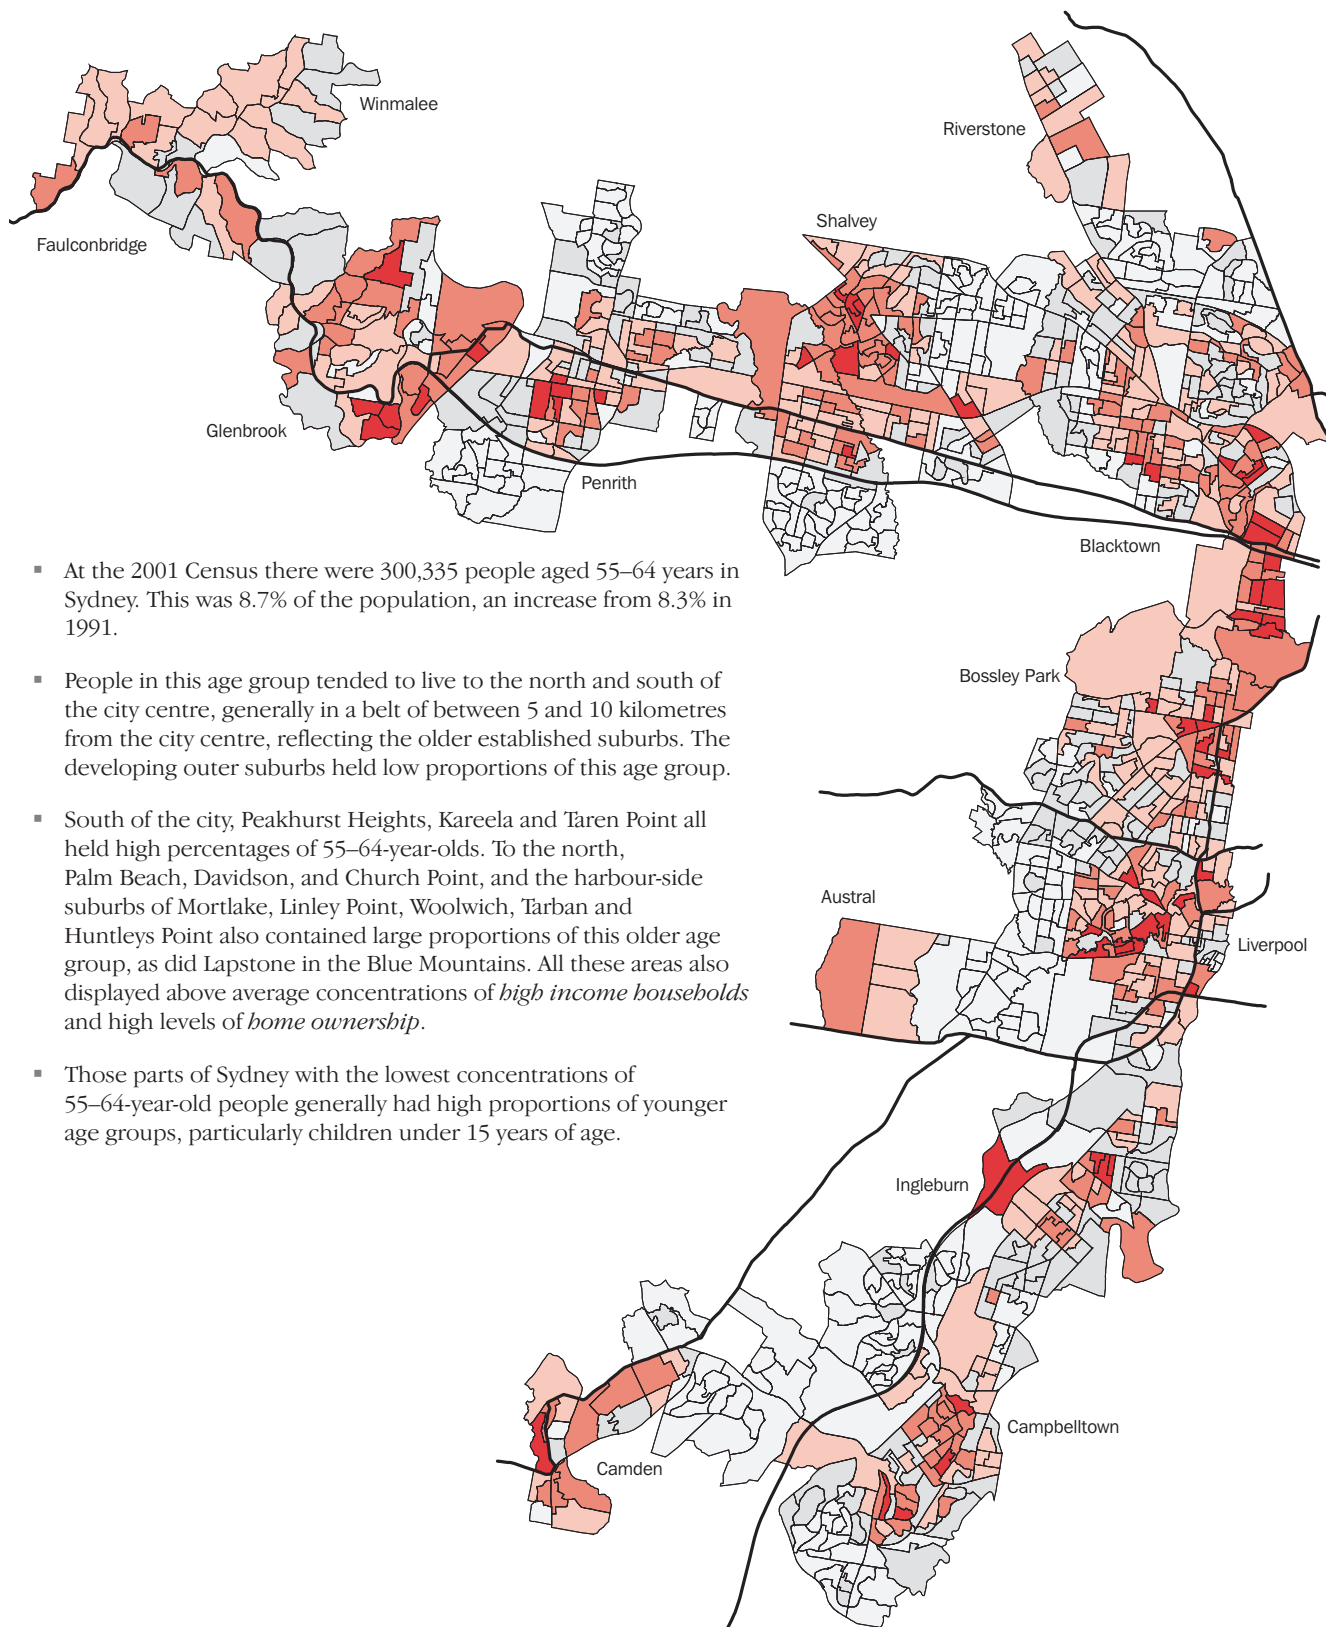 Winmalee
Riverstone
Shalvey
Faulconbridge
Glenbrook
Penrith
Blacktown
▪ At the 2001 Census there were 300,335 people aged 55–64 years in
Sydney. This was 8.7% of the population, an increase from 8.3% in
1991.
▪ People in this age group tended to live to the north and south of
the city centre, generally in a belt of between 5 and 10 kilometres
from the city centre, reflecting the older established suburbs. The
developing outer suburbs held low proportions of this age group.
▪ South of the city, Peakhurst Heights, Kareela and Taren Point all
held high percentages of 55–64-year-olds. To the north,
Palm Beach, Davidson, and Church Point, and the harbour-side
suburbs of Mortlake, Linley Point, Woolwich, Tarban and
Huntleys Point also contained large proportions of this older age
group, as did Lapstone in the Blue Mountains. All these areas also
displayed above average concentrations of high income households
and high levels of home ownership.
▪ Those parts of Sydney with the lowest concentrations of
55–64-year-old people generally had high proportions of younger
age groups, particularly children under 15 years of age.
Bossley Park
Austral
Liverpool
Ingleburn
Campbelltown
Camden